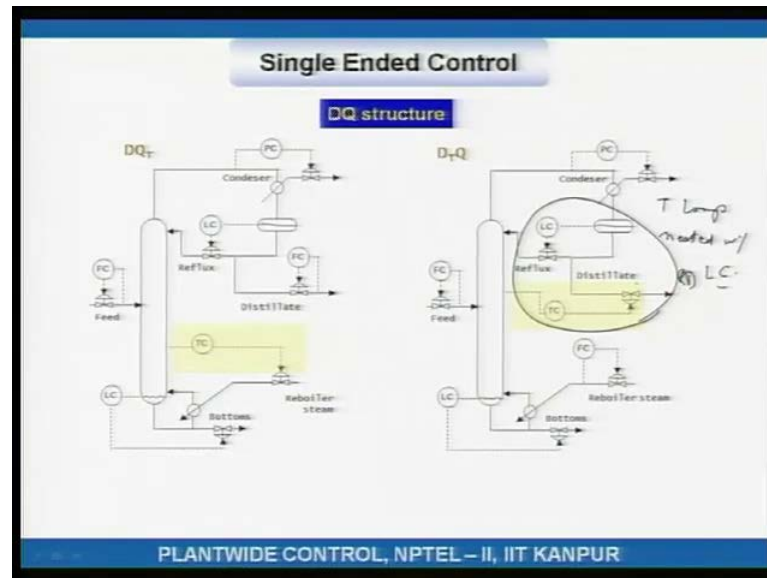 Single Ended Control
DQ structure
DQT
PC
Condeser
LC
FC
FC
Reflux
Distillate
Feed
TC
LC
Reboiler
steam
Bottoms
DTQ
PC
Condeser
LC
T Loop
nested w/
LC.
FC
Reflux
Distillate
Feed
TC
FC
LC
Reboiler
steam
Bottoms
PLANTWIDE CONTROL, NPTEL – II, IIT KANPUR